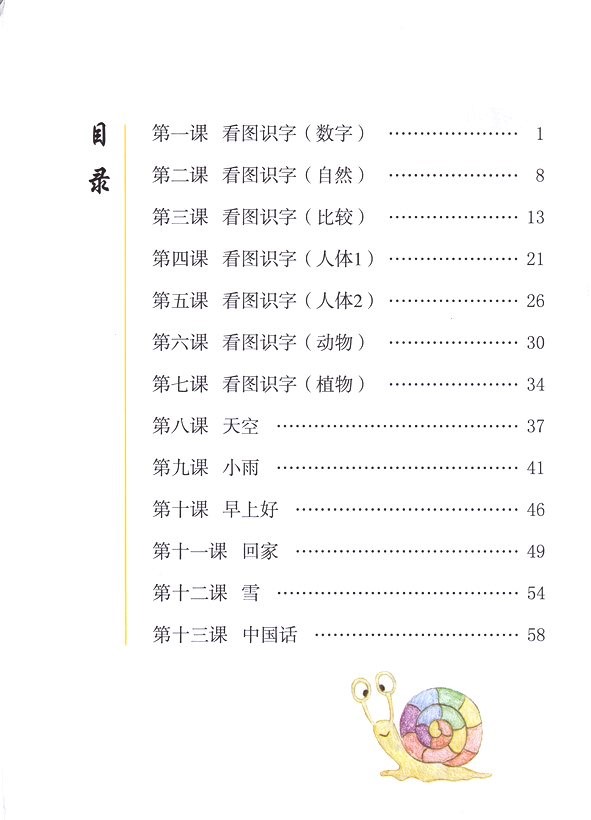 目录
第一课 看图识字（数字） ………………… 1
第二课 看图识字（自然） ………………… 8
第三课 看图识字（比较） ………………… 13
第四课 看图识字（人体1） ………………… 21
第五课 看图识字（人体2） ………………… 26
第六课 看图识字（动物） ………………… 30
第七课 看图识字（植物） ………………… 34
第八课 天空 ………………………………… 37
第九课 小雨 ………………………………… 41
第十课 早上好 ……………………………… 46
第十一课 回家 ……………………………… 49
第十二课 雪 ………………………………… 54
第十三课 中国话 …………………………… 58